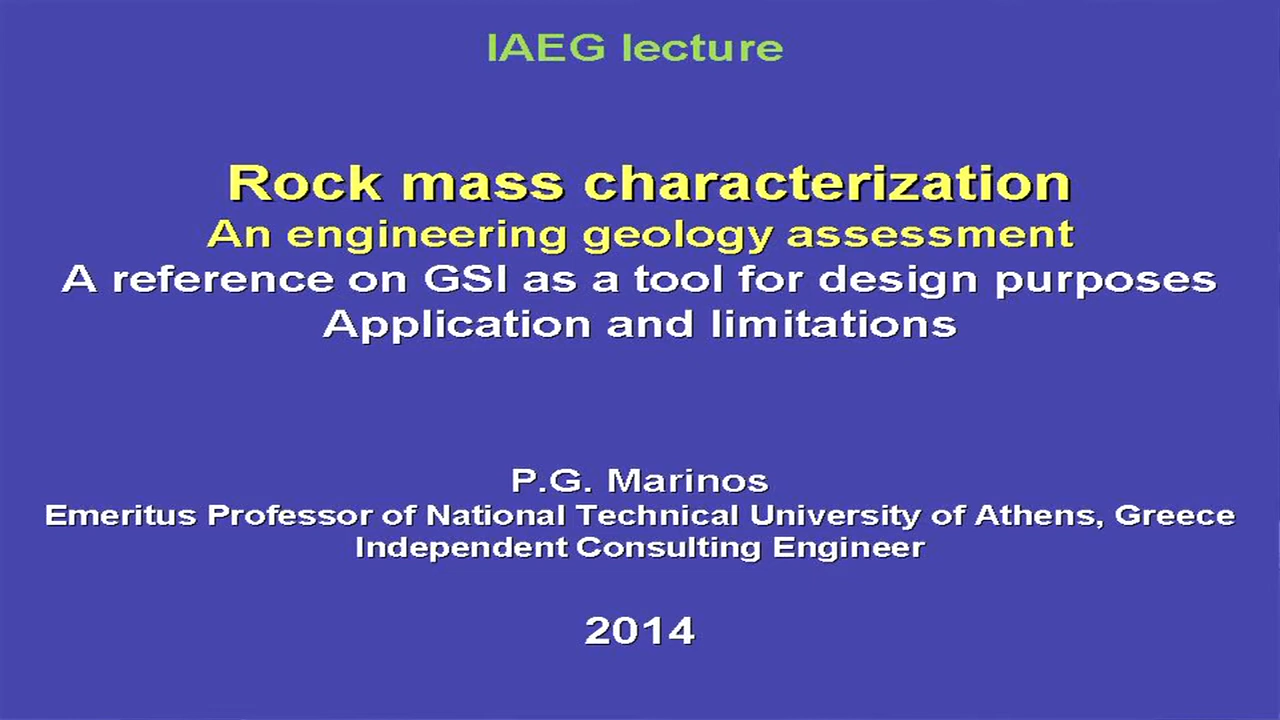 IAEG lecture
Rock mass characterization
An engineering geology assessment
A reference on GSI as a tool for design purposes
Application and limitations
P.G. Marinos
Emeritus Professor of National Technical University of Athens, Greece
Independent Consulting Engineer
2014